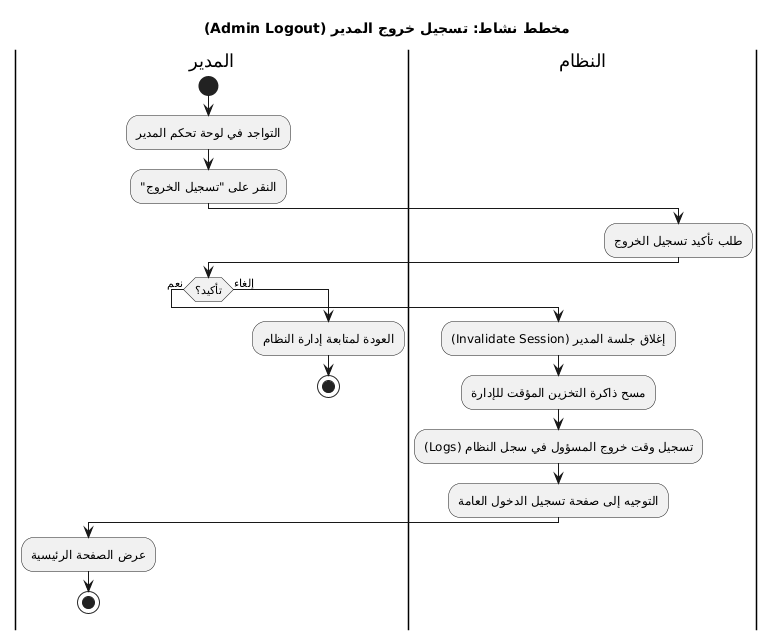 مخطط نشاط: تسجيل خروج المدير (Admin Logout)
المدير
النظام
التواجد في لوحة تحكم المدير
النقر على "تسجيل الخروج"
طلب تأكيد تسجيل الخروج
تأكيد؟
نعم
إلغاء
العودة لمتابعة إدارة النظام
إغلاق جلسة المدير (Invalidate Session)
مسح ذاكرة التخزين المؤقت للإدارة
تسجيل وقت خروج المسؤول في سجل النظام (Logs)
التوجيه إلى صفحة تسجيل الدخول العامة
عرض الصفحة الرئيسية